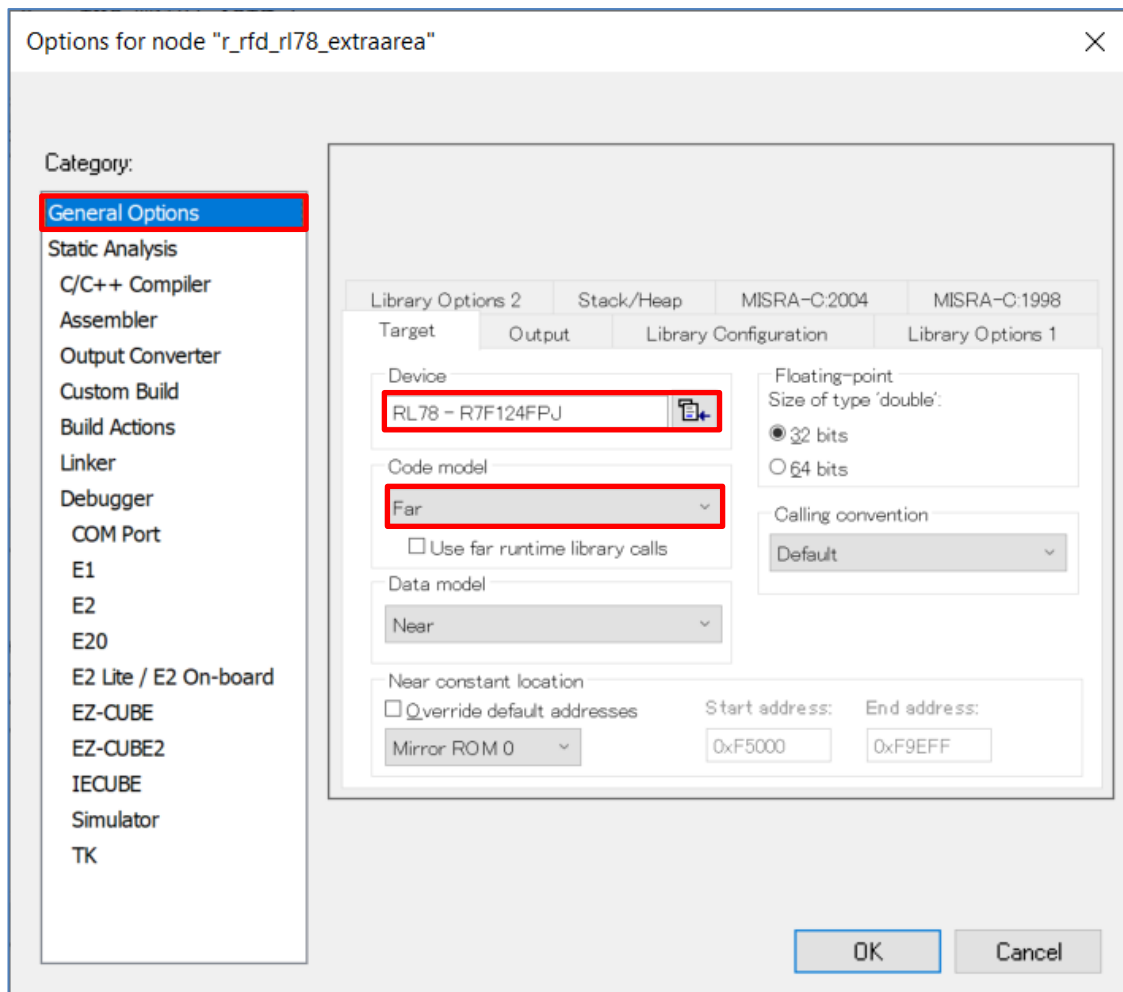 Options for node "r_rfd_rl78_extraarea"
Category:
General Options
Static Analysis
C/C++ Compiler
Assembler
Output Converter
Custom Build
Build Actions
Linker
Debugger
COM Port
E1
E2
E20
E2 Lite / E2 On-board
EZ-CUBE
EZ-CUBE2
IECUBE
Simulator
TK
Library Options 2 Stack/Heap MISRA-C:2004 MISRA-C:1998
Target Output Library Configuration Library Options 1
Device
RL78 - R7F124FPJ
Code model
Far
Use far runtime library calls
Data model
Near
Floating-point
Size of type 'double':
32 bits
64 bits
Calling convention
Default
Near constant location
Override default addresses
Mirror ROM 0
Start address: End address:
0xF5000 0xF9EFF
OK Cancel